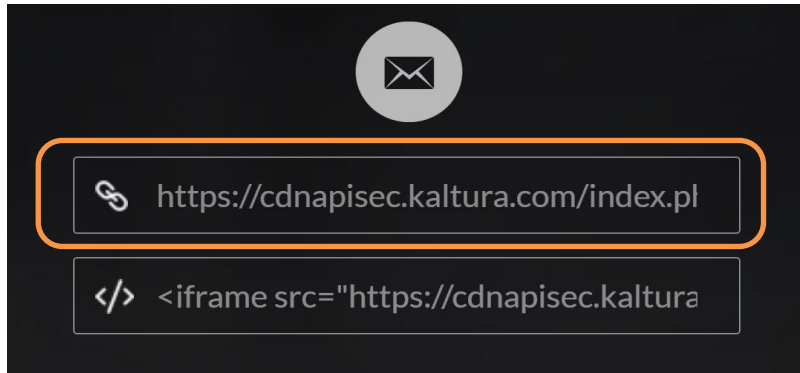 https://cdnapisec.kaltura.com/index.pl
<iframe src="https://cdnapisec.kaltura